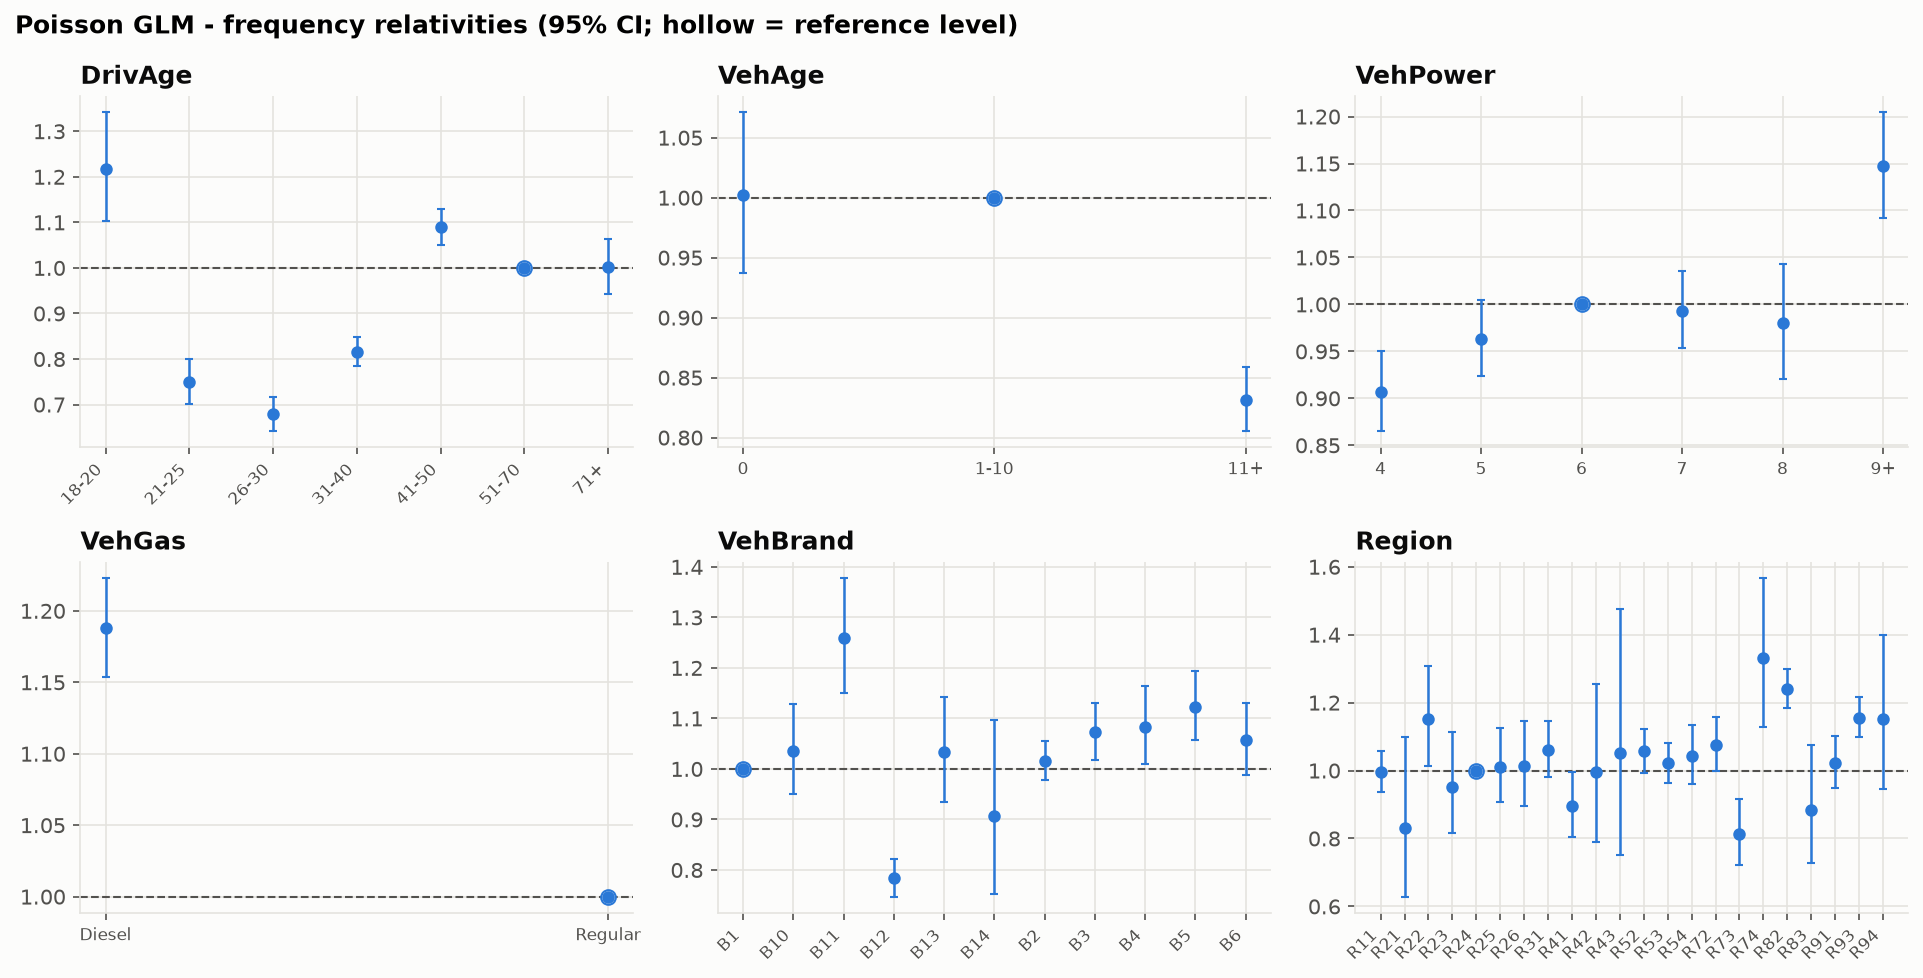 Poisson GLM - frequency relativities (95% CI; hollow = reference level)
DrivAge
1.3
1.2
1.1
1.0
0.9
0.8
0.7
18-20
21-25
26-30
31-40
41-50
51-70
71+
VehAge
1.05
1.00
0.95
0.90
0.85
0.80
0
1-10
11+
VehPower
1.20
1.15
1.10
1.05
1.00
0.95
0.90
0.85
4
5
6
7
8
9+
VehGas
1.20
1.15
1.10
1.05
1.00
Diesel
Regular
VehBrand
1.4
1.3
1.2
1.1
1.0
0.9
0.8
B1
B10
B11
B12
B13
B14
B2
B3
B4
B5
B6
Region
1.6
1.4
1.2
1.0
0.8
0.6
R11
R21
R22
R23
R24
R25
R26
R31
R41
R42
R43
R52
R53
R54
R72
R73
R74
R82
R83
R91
R93
R94